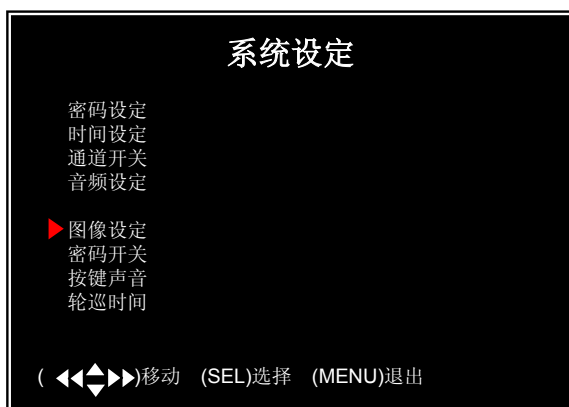 系统设定
密码设定
时间设定
通道开关
音频设定
图像设定
密码开关
按键声音
轮巡时间
( )移动 (SEL)选择 (MENU)退出